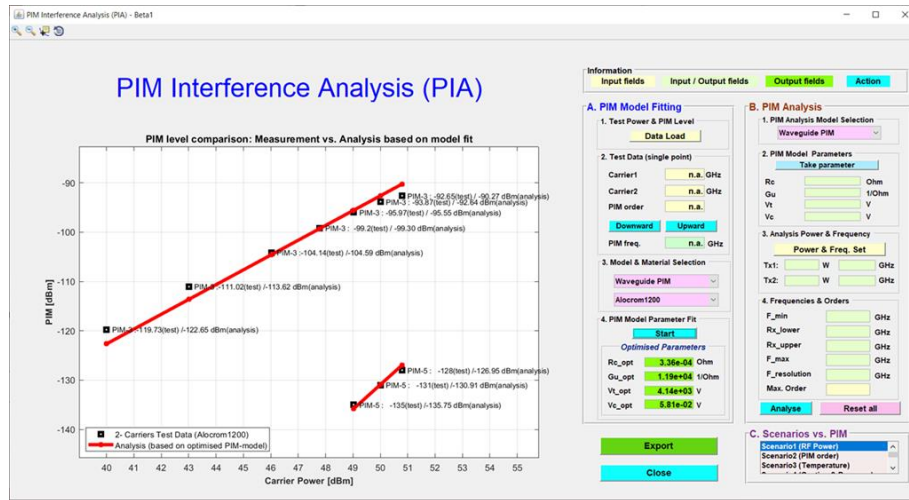 PIM Interference Analysis (PIA) - Beta1
PIM Interference Analysis (PIA)
PIM level comparison: Measurement vs. Analysis based on model fit
PIM [dBm]
-90
-100
-110
-120
-130
-140
PIM-3 : -92.65(test) / -90.27 dBm(analysis)
PIM-3 : -93.87(test) / -92.64 dBm(analysis)
PIM-3 : -95.97(test) / -95.55 dBm(analysis)
PIM-3 : -99.2(test) / -99.30 dBm(analysis)
PIM-3 :-104.14(test) /-104.59 dBm(analysis)
PIM-3 :-111.02(test) /-113.62 dBm(analysis)
PIM-3 :-119.73(test) /-122.65 dBm(analysis)
PIM-5 : -128(test) /-126.95 dBm(analysis)
PIM-5 : -131(test) /-130.91 dBm(analysis)
PIM-5 : -135(test) /-135.75 dBm(analysis)
2- Carriers Test Data (Alocrom1200)
Analysis (based on optimised PIM-model)
40 41 42 43 44 45 46 47 48 49 50 51 52 53 54 55
Carrier Power [dBm]
Information
Input fields Input / Output fields Output fields Action
A. PIM Model Fitting
1. Test Power & PIM Level
Data Load
2. Test Data (single point)
Carrier1 n.a. GHz
Carrier2 n.a. GHz
PIM order n.a.
Downward Upward
PIM freq. n.a. GHz
3. Model & Material Selection
Waveguide PIM
Alocrom1200
4. PIM Model Parameter Fit
Start
Optimised Parameters
Rc_opt 3.36e-04 Ohm
Gu_opt 1.19e+04 1/Ohm
Vt_opt 4.14e+03 V
Vc_opt 5.81e-02 V
Export
Close
B. PIM Analysis
1. PIM Analysis Model Selection
Waveguide PIM
2. PIM Model Parameters
Take parameter
Rc Ohm
Gu 1/Ohm
Vt V
Vc V
3. Analysis Power & Frequency
Power & Freq. Set
Tx1: W GHz
Tx2: W GHz
4. Frequencies & Orders
F_min GHz
Rx_lower GHz
Rx_upper GHz
F_max GHz
F_resolution GHz
Max. Order
Analyse Reset all
C. Scenarios vs. PIM
Scenario1 (RF Power)
Scenario2 (PIM order)
Scenario3 (Temperature)